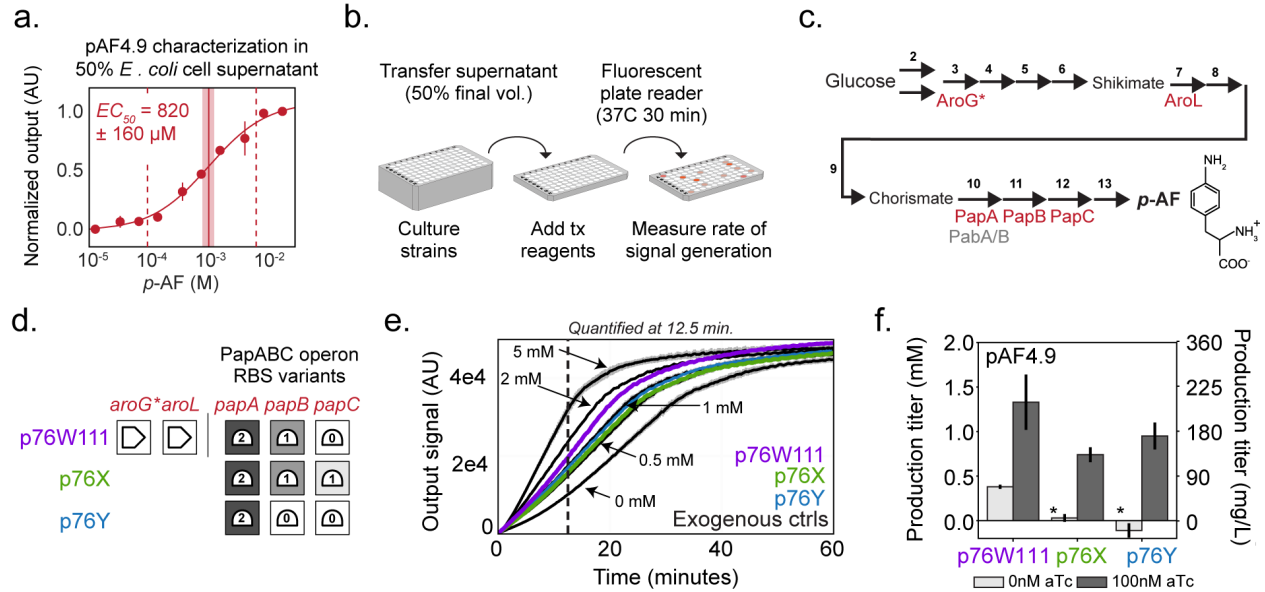 a.
pAF4.9 characterization in
50% E. coli cell supernatant
Normalized output (AU)
1.0
0.5
0.0
EC50 = 820
± 160 µM
10-5 10-4 10-3 10-2
p-AF (M)
b.
Transfer supernatant
(50% final vol.)
Fluorescent
plate reader
(37C 30 min)
Culture
strains
Add tx
reagents
Measure rate of
signal generation
c.
Glucose 2 3 4 5 6 Shikimate 7 8
AroG* AroL
9
Chorismate 10 11 12 13 p-AF
PapA PapB PapC
PabA/B
NH2
NH3+
COO-
d.
PapABC operon
RBS variants
aroG* aroL papA papB papC
p76W111 2 1 0
p76X 2 1 1
p76Y 2 0 0
e.
Quantified at 12.5 min.
Output signal (AU)
4e4
2e4
0
5 mM
2 mM
1 mM
0.5 mM
0 mM
p76W111
p76X
p76Y
Exogenous ctrls
0 20 40 60
Time (minutes)
f.
pAF4.9
Production titer (mM)
2.0
1.5
1.0
0.5
0.0
* *
Production titer (mg/L)
360
225
180
90
0
p76W111 p76X p76Y
0nM aTc 100nM aTc